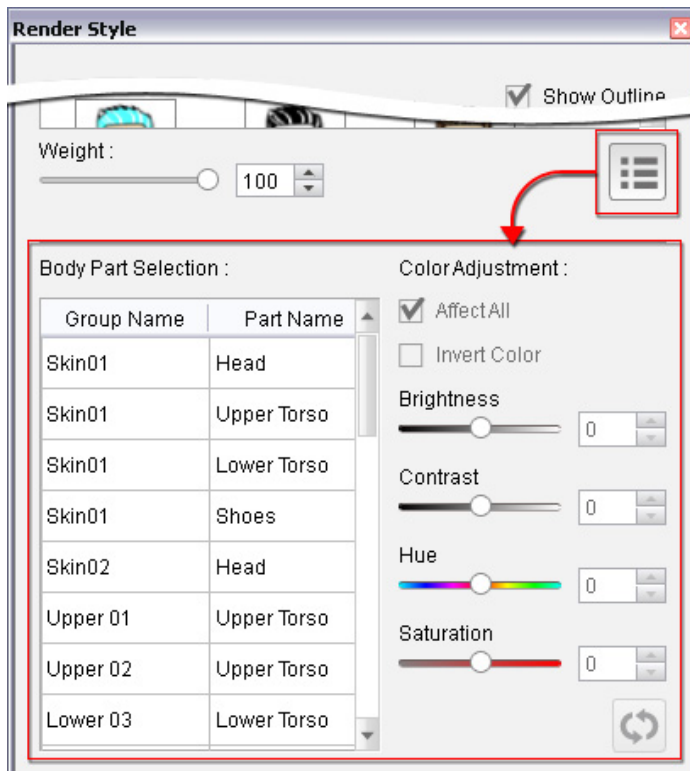 Render Style
Show Outline
Weight :
100
Body Part Selection :
Group Name Part Name
Skin01 Head
Skin01 Upper Torso
Skin01 Lower Torso
Skin01 Shoes
Skin02 Head
Upper 01 Upper Torso
Upper 02 Upper Torso
Lower 03 Lower Torso
Color Adjustment :
Affect All
Invert Color
Brightness
0
Contrast
0
Hue
0
Saturation
0